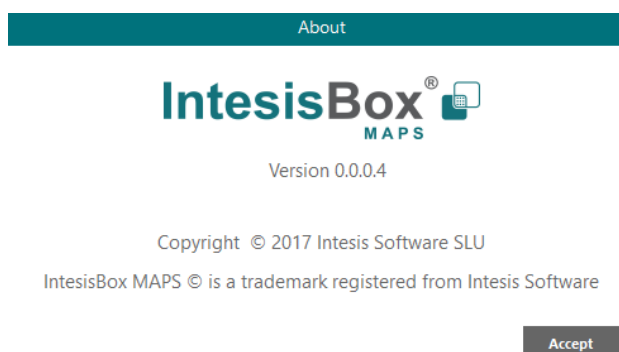 About
IntesisBox®
MAPS
Version 0.0.0.4
Copyright © 2017 Intesis Software SLU
IntesisBox MAPS © is a trademark registered from Intesis Software
Accept